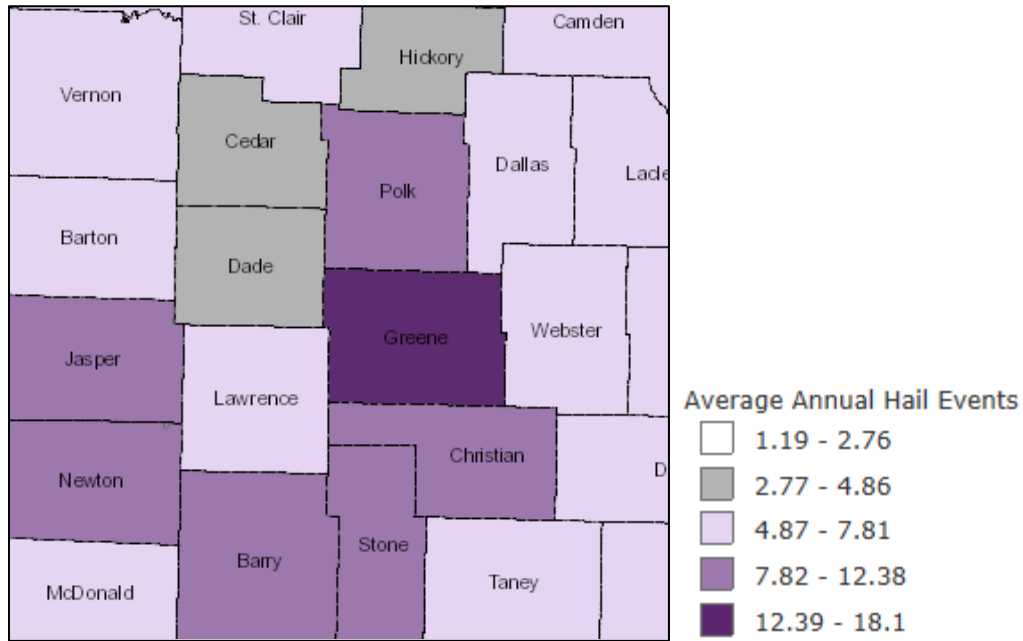 St. Clair
Camden
Hickory
Vernon
Cedar
Dallas
Lade
Polk
Barton
Dade
Webster
Greene
Jasper
Lawrence
Christian
D
Newton
Stone
Barry
Taney
McDonald
Average Annual Hail Events
1.19 - 2.76
2.77 - 4.86
4.87 - 7.81
7.82 - 12.38
12.39 - 18.1